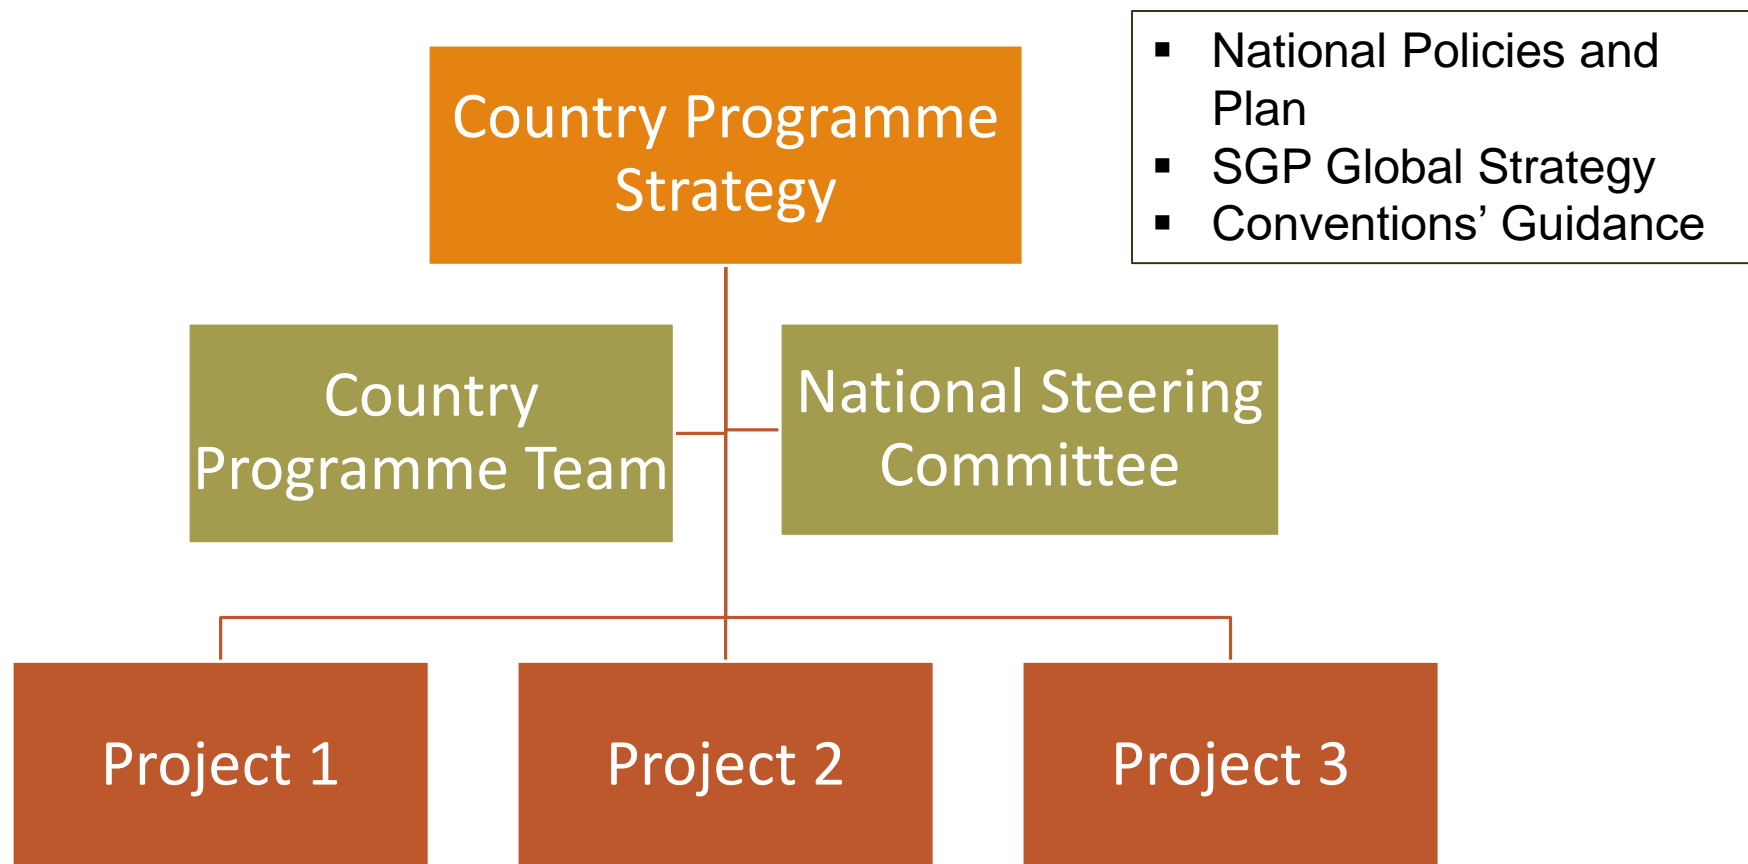 Country Programme
Strategy
▪ National Policies and
Plan
▪ SGP Global Strategy
▪ Conventions’ Guidance
Country
Programme Team
National Steering
Committee
Project 1
Project 2
Project 3